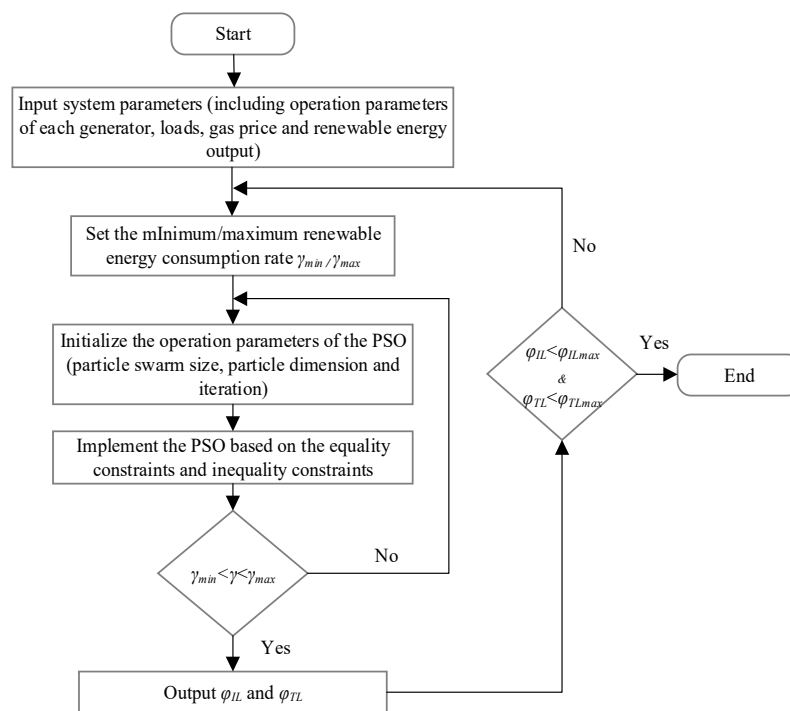 Start
Input system parameters (including operation parameters
of each generator, loads, gas price and renewable energy
output)
Set the mInimum/maximum renewable
energy consumption rate γmin / γmax
No
Initialize the operation parameters of the PSO
(particle swarm size, particle dimension and
iteration)
φIL<φILmax
&
φTL<φTLmax
Yes
End
Implement the PSO based on the equality
constraints and inequality constraints
γmin<γ<γmax
No
Yes
Output φIL and φTL